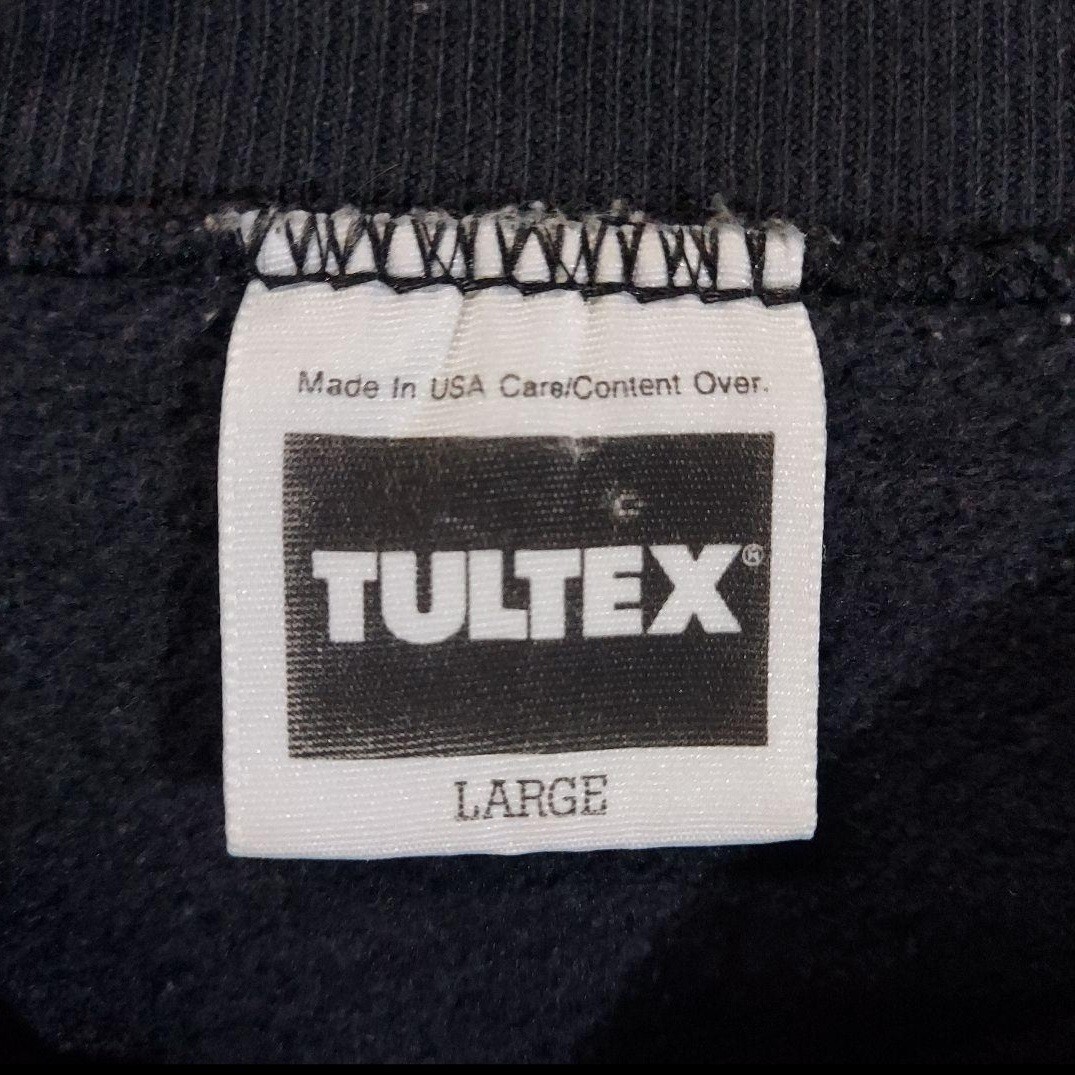 Made In USA Care/Content Over.
TULTEX®
LARGE